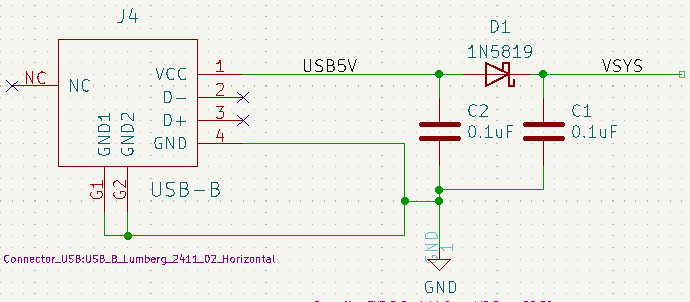 J4
D1
1N5819
NC
NC
VCC
1
USB5V
VSYS
D-
2
D+
3
GND
4
C2
0.1uF
C1
0.1uF
GND1
GND2
G1
G2
USB-B
Connector_USB:USB_B_Lumberg_2411_02_Horizontal
GND
1
GND